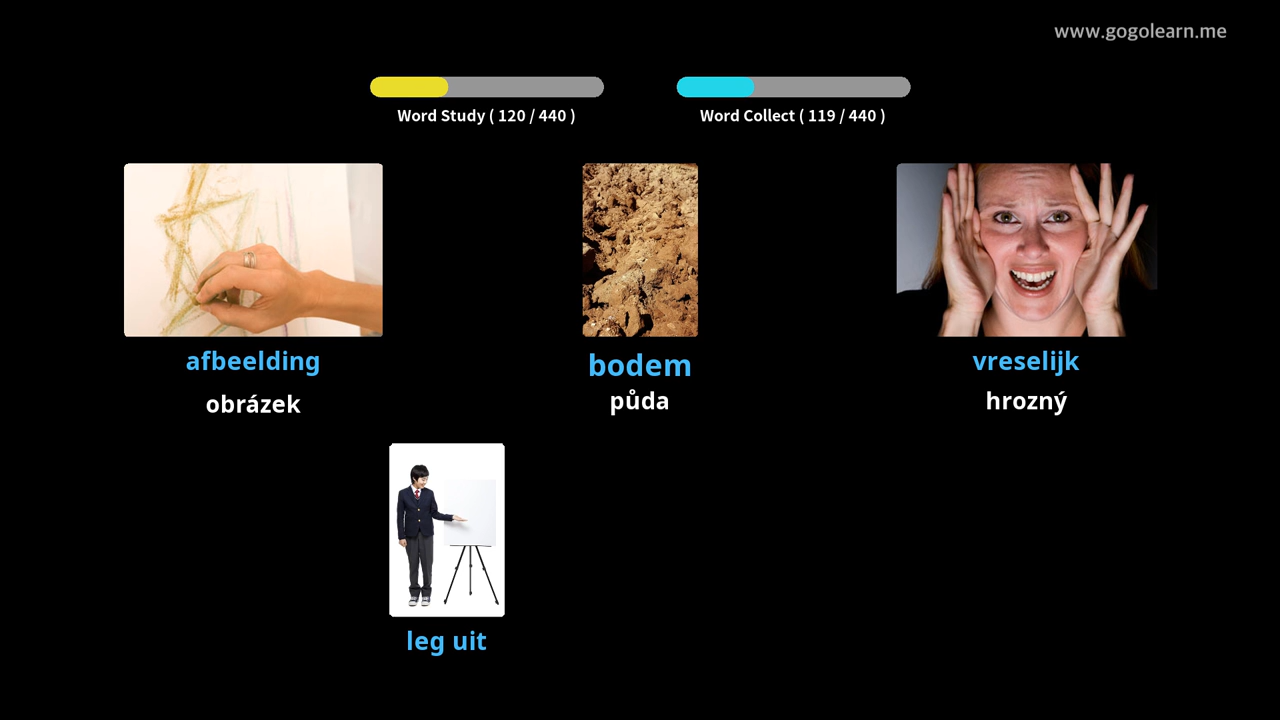 www.gogolearn.me
Word Study ( 120 / 440 )
Word Collect ( 119 / 440 )
afbeelding
obrázek
bodem
půda
vreselijk
hrozný
leg uit